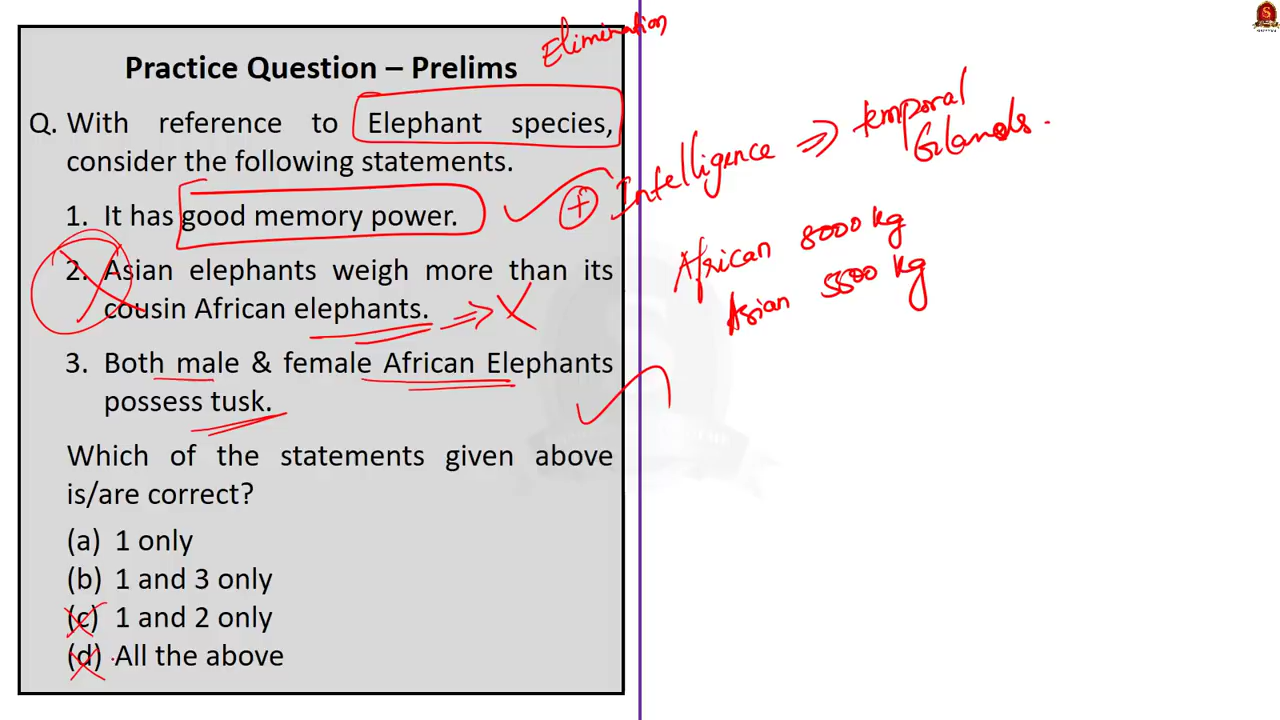 Elimination
Practice Question – Prelims
Q. With reference to Elephant species,
consider the following statements.
1. It has good memory power.
2. Asian elephants weigh more than its
cousin African elephants.
3. Both male & female African Elephants
possess tusk.
Which of the statements given above
is/are correct?
(a) 1 only
(b) 1 and 3 only
(c) 1 and 2 only
(d) All the above
+ Intelligence ⇒ temporal
Glands.
African 8000 kg
Asian 5500 kg